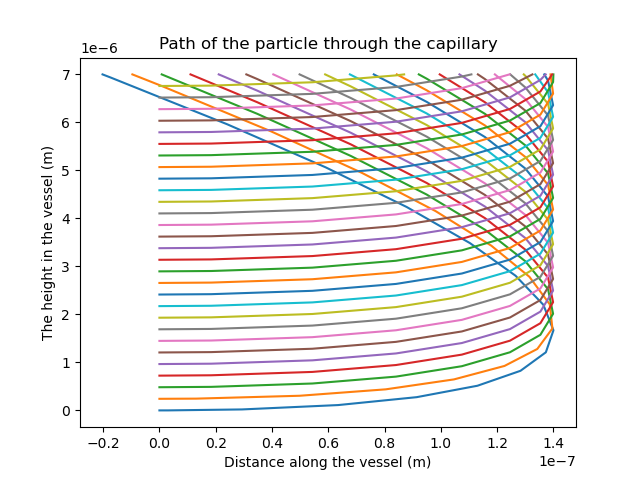 Path of the particle through the capillary
1e−6
7
6
5
4
3
2
1
0
The height in the vessel (m)
−0.2 0.0 0.2 0.4 0.6 0.8 1.0 1.2 1.4
Distance along the vessel (m)
1e−7